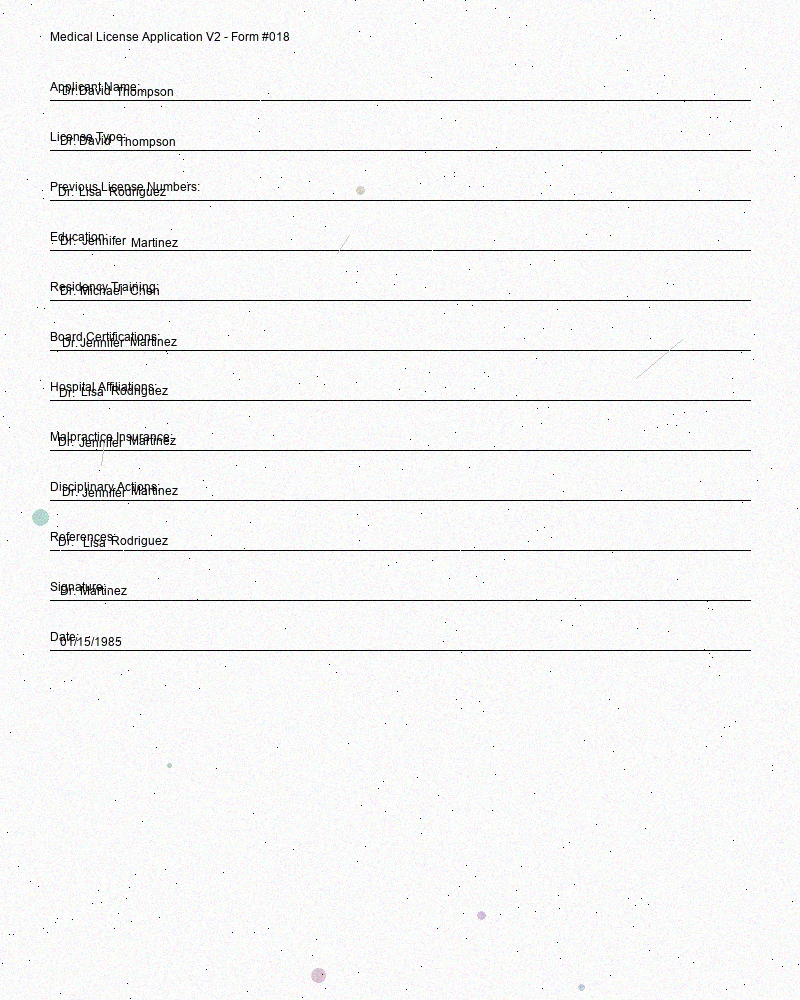 Medical License Application V2 - Form #018
Applicant Name:
Dr. David Thompson
License Type:
Dr. David Thompson
Previous License Numbers:
Dr. Lisa Rodriguez
Education:
Dr. Jennifer Martinez
Residency Training:
Dr. Michael Chen
Board Certifications:
Dr. Jennifer Martinez
Hospital Affiliations:
Dr. Lisa Rodriguez
Malpractice Insurance:
Dr. Jennifer Martinez
Disciplinary Actions:
Dr. Jennifer Martinez
References:
Dr. Lisa Rodriguez
Signature:
Dr. Martinez
Date:
01/15/1985